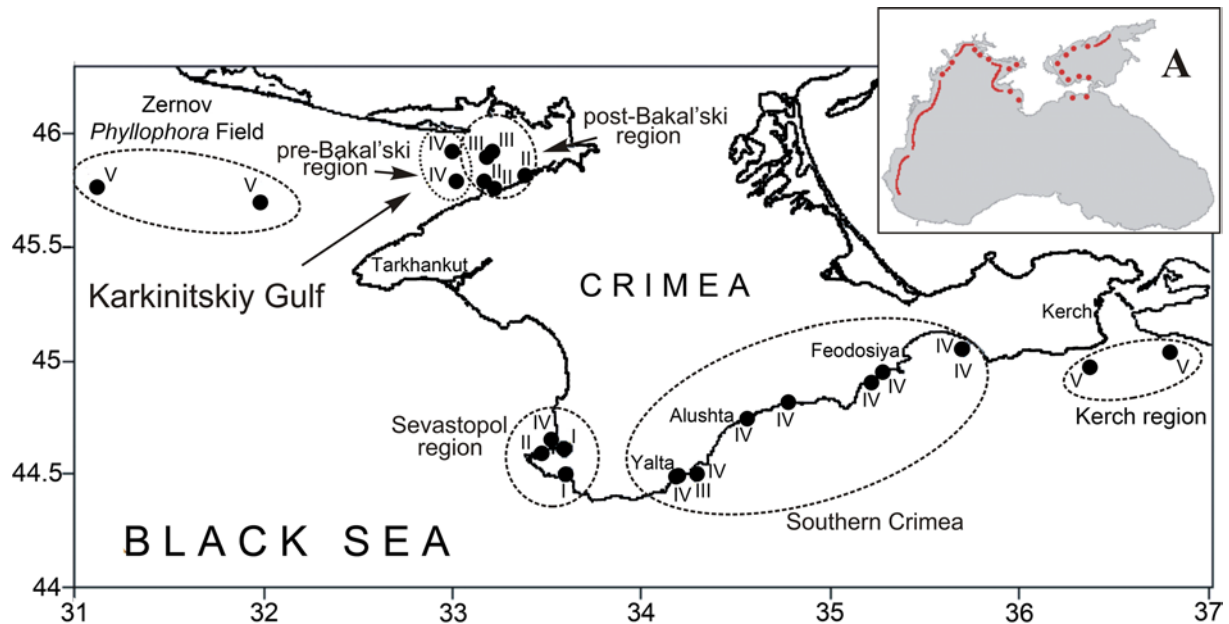 A
Zernov
Phyllophora Field
V
V
pre-Bakal'ski
region
post-Bakal'ski
region
IV
III
III
IV
II
II
II
Karkinitskiy Gulf
Tarkhankut
CRIMEA
Kerch
Feodosiya
IV
IV
V
V
Kerch region
Sevastopol
region
IV
I
II
I
Alushta
IV
IV
IV
IV
Yalta
IV
IV
III
Southern Crimea
BLACK SEA
46
45.5
45
44.5
44
31
32
33
34
35
36
37